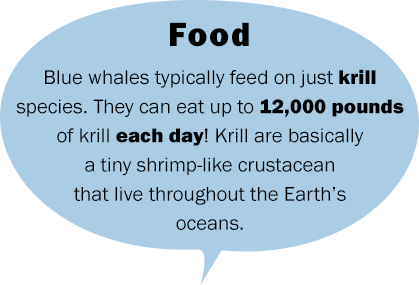 Food
Blue whales typically feed on just krill
species. They can eat up to 12,000 pounds
of krill each day! Krill are basically
a tiny shrimp-like crustacean
that live throughout the Earth’s
oceans.